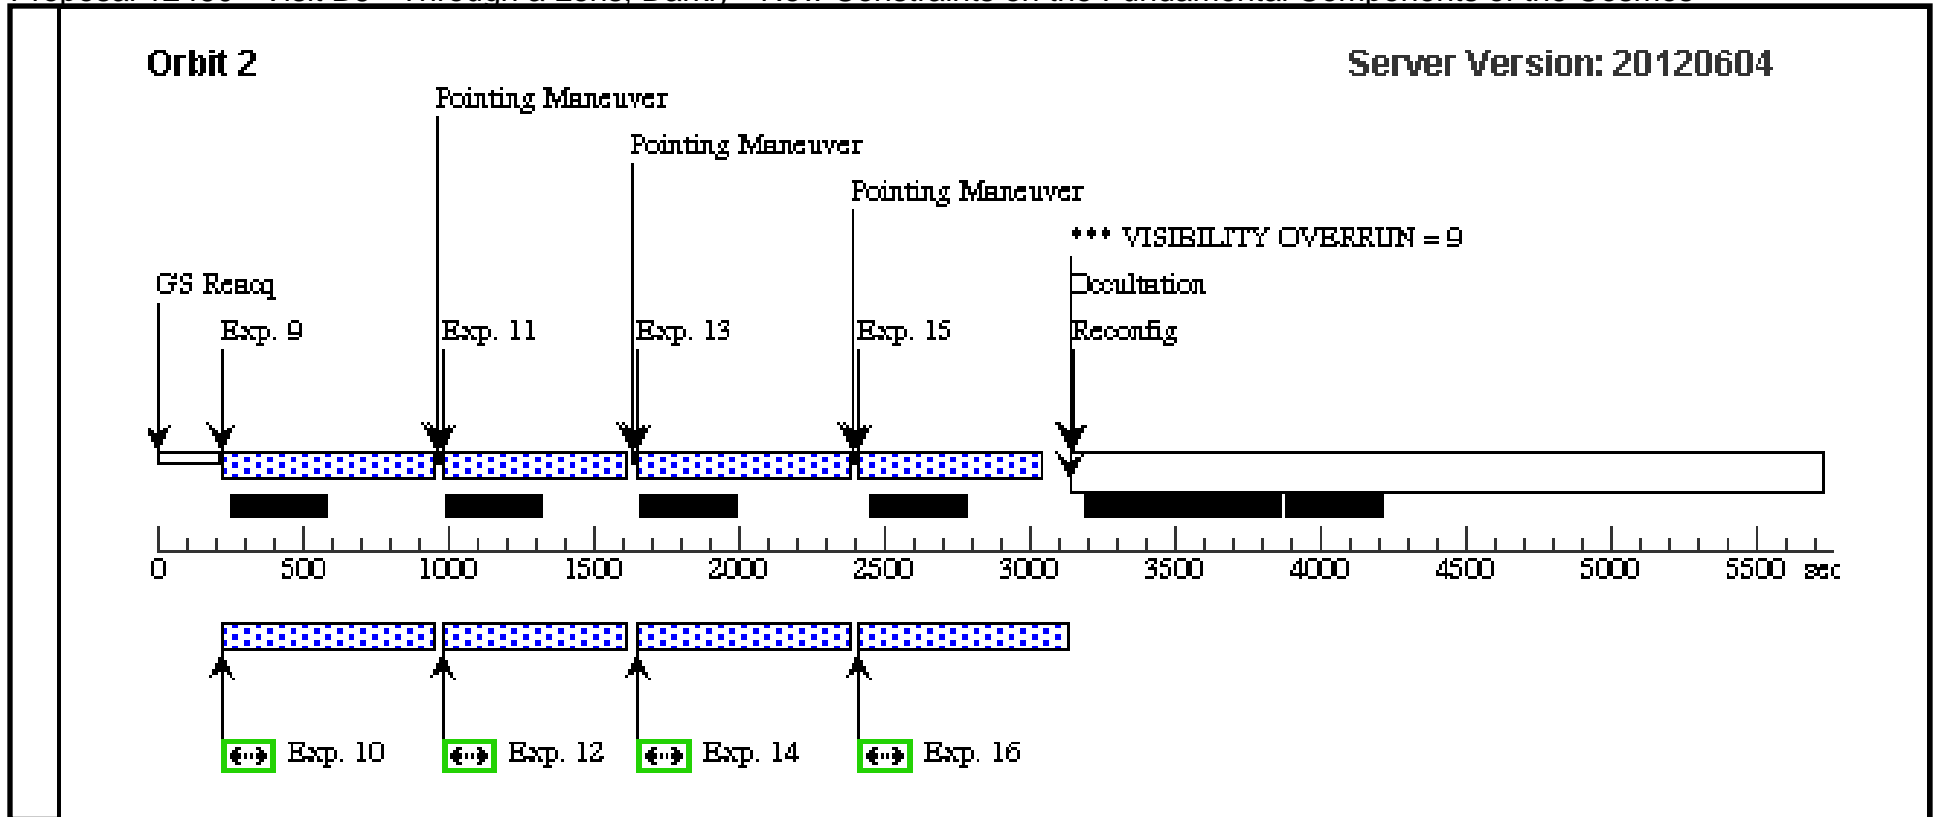 Orbit 2
Server Version: 20120604
Pointing Maneuver
Pointing Maneuver
Pointing Maneuver
*** VISIBILITY OVERRUN = 9
GS Reacq
Occultation
Exp. 9
Exp. 11
Exp. 13
Exp. 15
Reconfig
0 500 1000 1500 2000 2500 3000 3500 4000 4500 5000 5500 sec
Exp. 10
Exp. 12
Exp. 14
Exp. 16